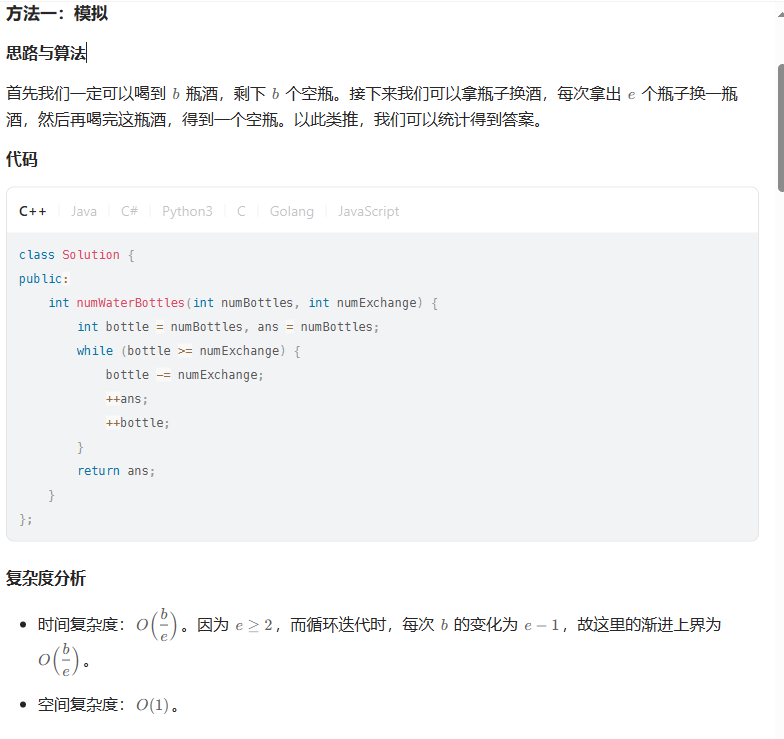 方法一：模拟
思路与算法
首先我们一定可以喝到 b 瓶酒，剩下 b 个空瓶。接下来我们可以拿瓶子换酒，每次拿出 e 个瓶子换一瓶
酒，然后再喝完这瓶酒，得到一个空瓶。以此类推，我们可以统计得到答案。
代码
C++ Java C# Python3 C Golang JavaScript
class Solution {
public:
    int numWaterBottles(int numBottles, int numExchange) {
        int bottle = numBottles, ans = numBottles;
        while (bottle >= numExchange) {
            bottle -= numExchange;
            ++ans;
            ++bottle;
        }
        return ans;
    }
};
复杂度分析
• 时间复杂度：O(b/e)。因为 e ≥ 2，而循环迭代时，每次 b 的变化为 e − 1，故这里的渐进上界为
O(b/e)。
• 空间复杂度：O(1)。